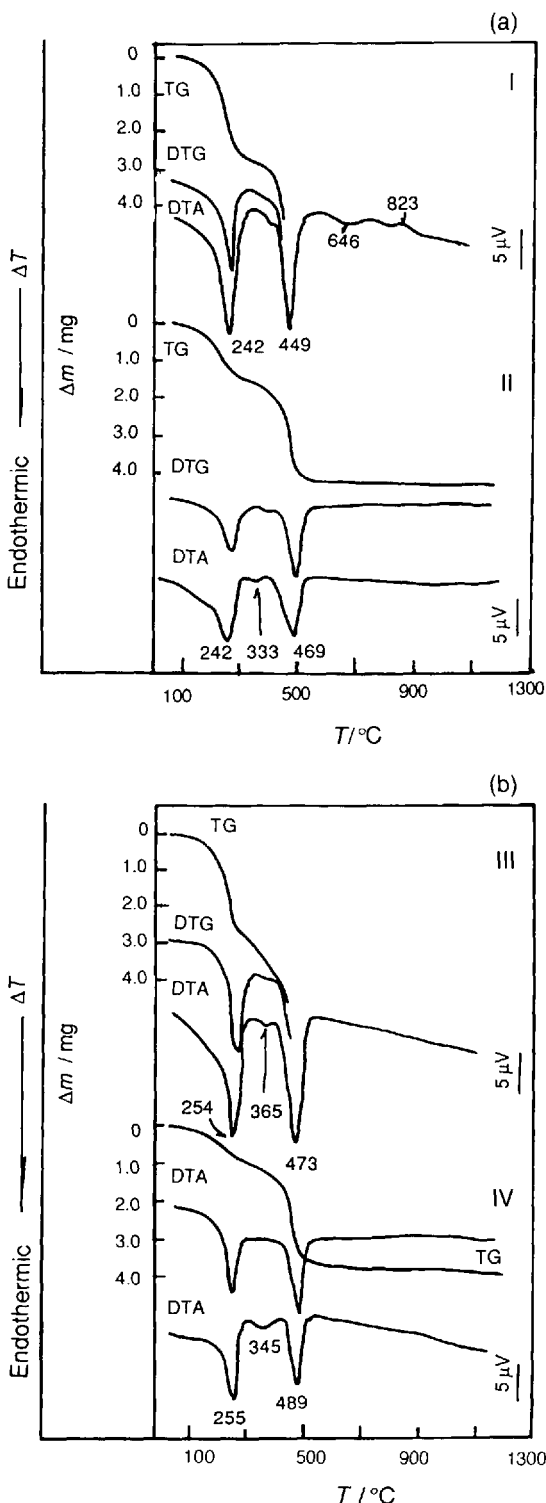 (a)
0
TG
1.0
I
2.0
DTG
3.0
DTA
4.0
823
646
5 µV
242
449
0
TG
1.0
II
2.0
3.0
DTG
4.0
DTA
5 µV
242
333
469
Endothermic
ΔT
Δm / mg
100
500
900
1300
T/°C
(b)
TG
0
III
1.0
2.0
DTG
3.0
4.0
DTA
5 µV
254
365
473
0
1.0
DTA
IV
2.0
3.0
TG
4.0
DTA
345
5 µV
255
489
Endothermic
ΔT
Δm / mg
100
500
900
1300
T /°C